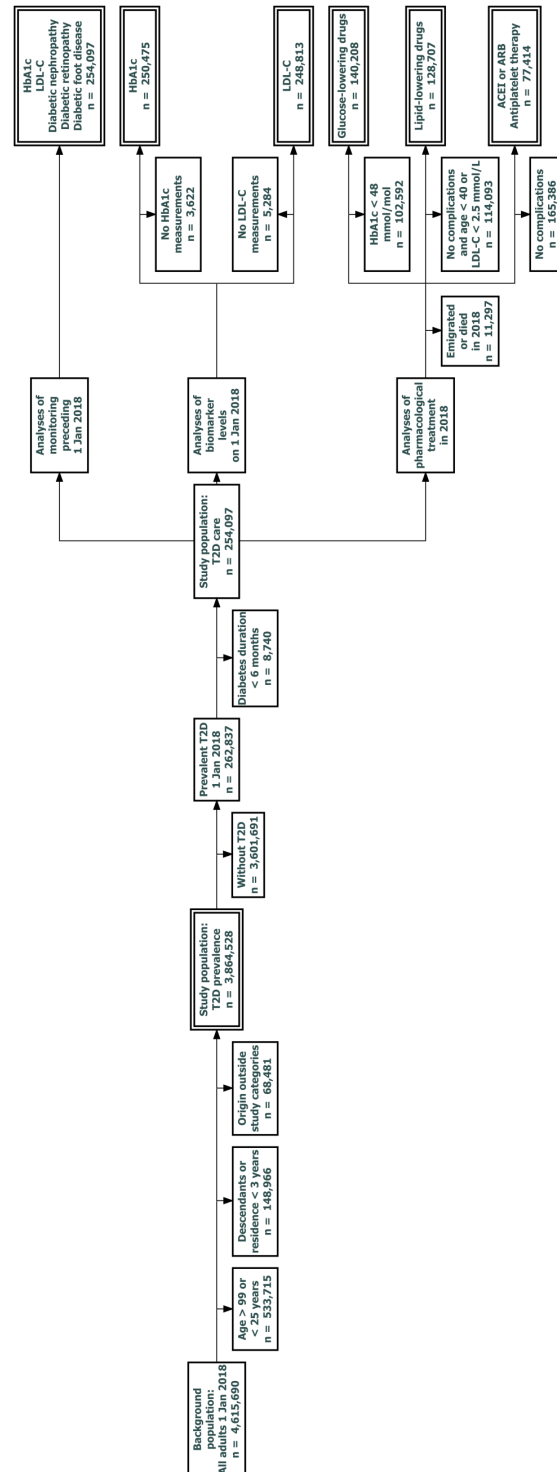 Background
population:
All adults 1 Jan 2018
n = 4,615,690
Age > 99 or
< 25 years
n = 533,715
Descendants or
residence < 3 years
n = 148,966
Origin outside
study categories
n = 68,481
Study population:
T2D prevalence
n = 3,864,528
Without T2D
n = 3,601,691
Prevalent T2D
1 Jan 2018
n = 262,837
Diabetes duration
< 6 months
n = 8,740
Study population:
T2D care
n = 254,097
Analyses of
monitoring
preceding
1 Jan 2018
HbA1c
LDL-C
Diabetic nephropathy
Diabetic retinopathy
Diabetic foot disease
n = 254,097
Analyses of
biomarker
levels
on 1 Jan 2018
No HbA1c
measurements
n = 3,622
HbA1c
n = 250,475
No LDL-C
measurements
n = 5,284
LDL-C
n = 248,813
Analyses of
pharmacological
treatment
in 2018
Emigrated
or died
in 2018
n = 11,297
HbA1c < 48
mmol/mol
n = 102,592
Glucose-lowering drugs
n = 140,208
No complications
and age < 40 or
LDL-C < 2.5 mmol/L
n = 114,093
Lipid-lowering drugs
n = 128,707
No complications
n = 165,386
ACEI or ARB
Antiplatelet therapy
n = 77,414